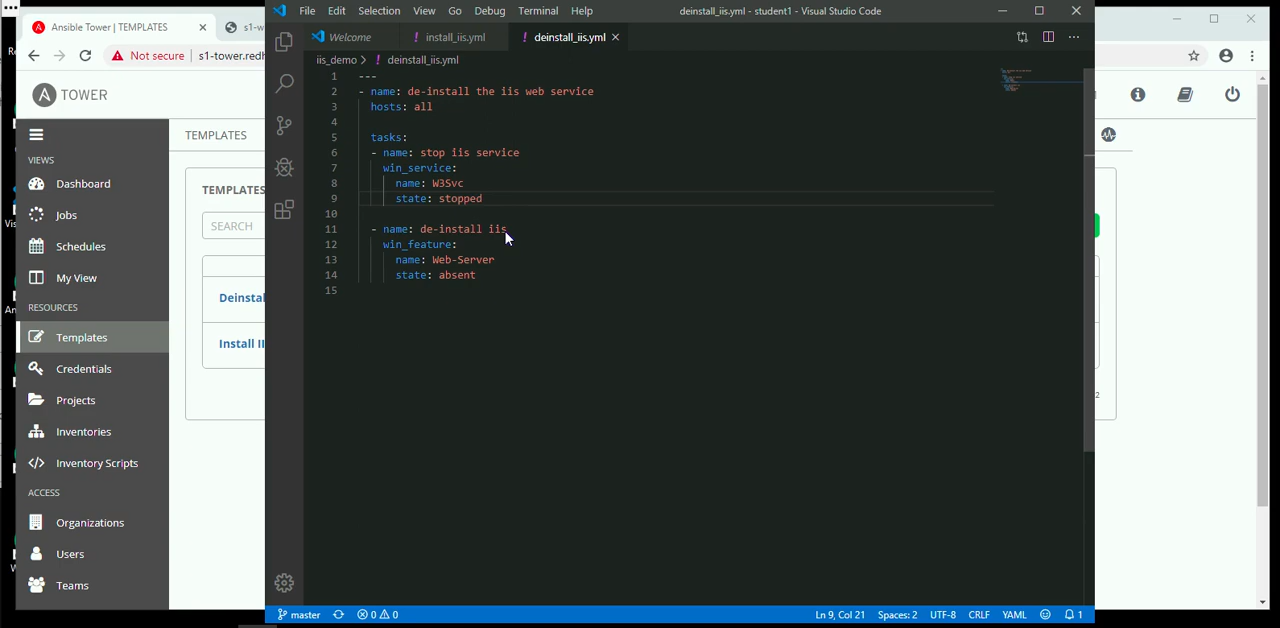 File Edit Selection View Go Debug Terminal Help
deinstall_iis.yml - student1 - Visual Studio Code
Ansible Tower | TEMPLATES
s1-w
Welcome
! install_iis.yml
! deinstall_iis.yml
Not secure
s1-tower.redh
iis_demo > ! deinstall_iis.yml
TOWER
TEMPLATES
VIEWS
Dashboard
Jobs
Schedules
My View
RESOURCES
Templates
Credentials
Projects
Inventories
Inventory Scripts
ACCESS
Organizations
Users
Teams
TEMPLATES
SEARCH
Deinstal
Install II
1 ---
2 - name: de-install the iis web service
3 hosts: all
4
5 tasks:
6 - name: stop iis service
7 win_service:
8 name: W3Svc
9 state: stopped
10
11 - name: de-install iis
12 win_feature:
13 name: Web-Server
14 state: absent
15
master
0 0
Ln 9, Col 21
Spaces: 2
UTF-8
CRLF
YAML
1